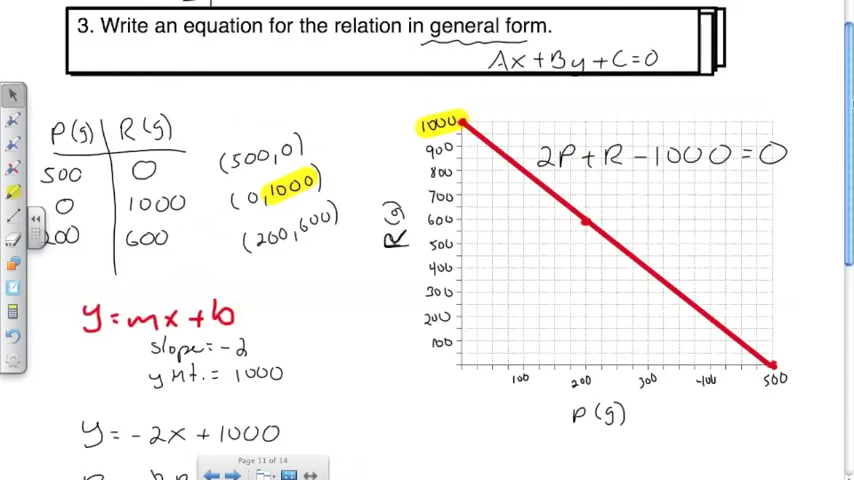 3. Write an equation for the relation in general form.
Ax + By + C = 0
P(g) R(g)
500 0 (500,0)
0 1000 (0,1000)
200 600 (200,600)
y = mx + b
slope = -2
y int. = 1000
y = -2x + 1000
2P + R - 1000 = 0
R(g)
1000
900
800
700
600
500
400
300
200
100
100 200 300 400 500
P(g)
Page 11 of 14